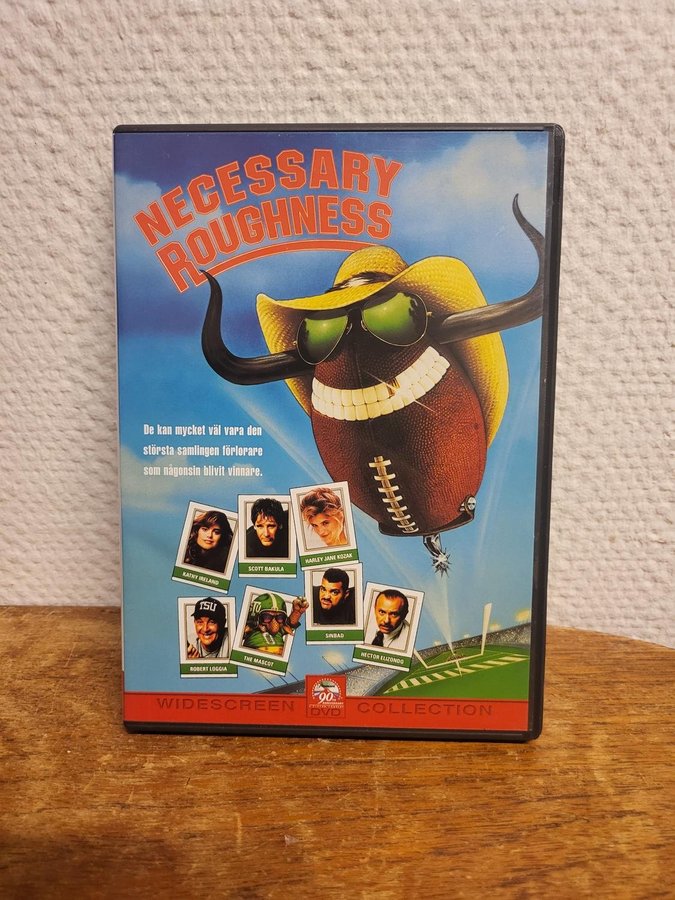 NECESSARY
ROUGHNESS
De kan mycket väl vara den
största samlingen förlorare
som någonsin blivit vinnare.
KATHY IRELAND
SCOTT BAKULA
HARLEY JANE KOZAK
TSU
ROBERT LOGGIA
THE MASCOT
SINBAD
HECTOR ELIZONDO
WIDESCREEN
90
DVD
COLLECTION